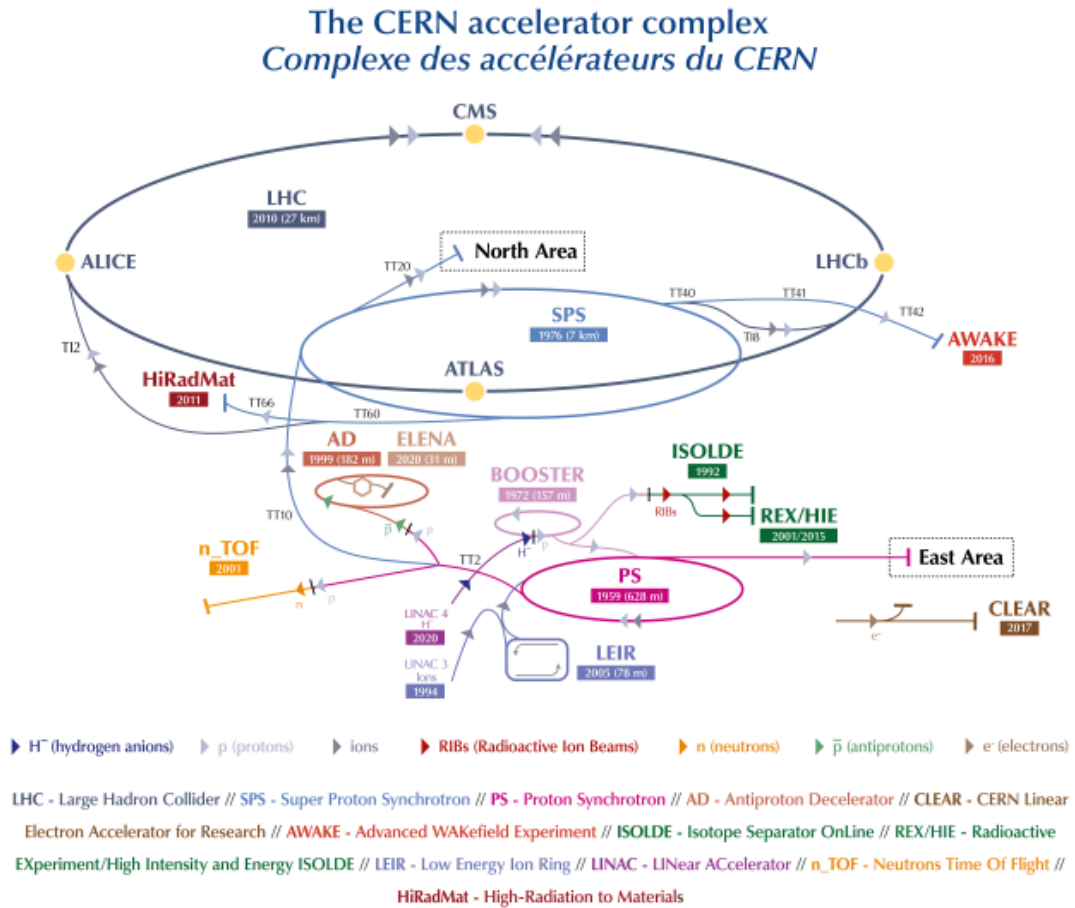 The CERN accelerator complex
Complexe des accélérateurs du CERN
CMS
LHC
2010 (27 km)
North Area
TT20
ALICE
LHCb
TT40
TT41
TT42
SPS
1976 (7 km)
TI8
AWAKE
2016
TI2
ATLAS
HiRadMat
2011
TT66
TT60
AD
1999 (182 m)
ELENA
2020 (31 m)
ISOLDE
1992
BOOSTER
1972 (157 m)
RIBs
REX/HIE
2001/2015
TT10
p̅
p
H⁻
p
n_TOF
2001
TT2
East Area
n
p
PS
1959 (628 m)
LINAC 4
H⁻
2020
CLEAR
2017
e⁻
LINAC 3
Ions
1994
LEIR
2005 (78 m)
H⁻ (hydrogen anions) p (protons) ions RIBs (Radioactive Ion Beams) n (neutrons) p̅ (antiprotons) e⁻ (electrons)
LHC - Large Hadron Collider // SPS - Super Proton Synchrotron // PS - Proton Synchrotron // AD - Antiproton Decelerator // CLEAR - CERN Linear
Electron Accelerator for Research // AWAKE - Advanced WAKefield Experiment // ISOLDE - Isotope Separator OnLine // REX/HIE - Radioactive
EXperiment/High Intensity and Energy ISOLDE // LEIR - Low Energy Ion Ring // LINAC - LINear ACcelerator // n_TOF - Neutrons Time Of Flight //
HiRadMat - High-Radiation to Materials